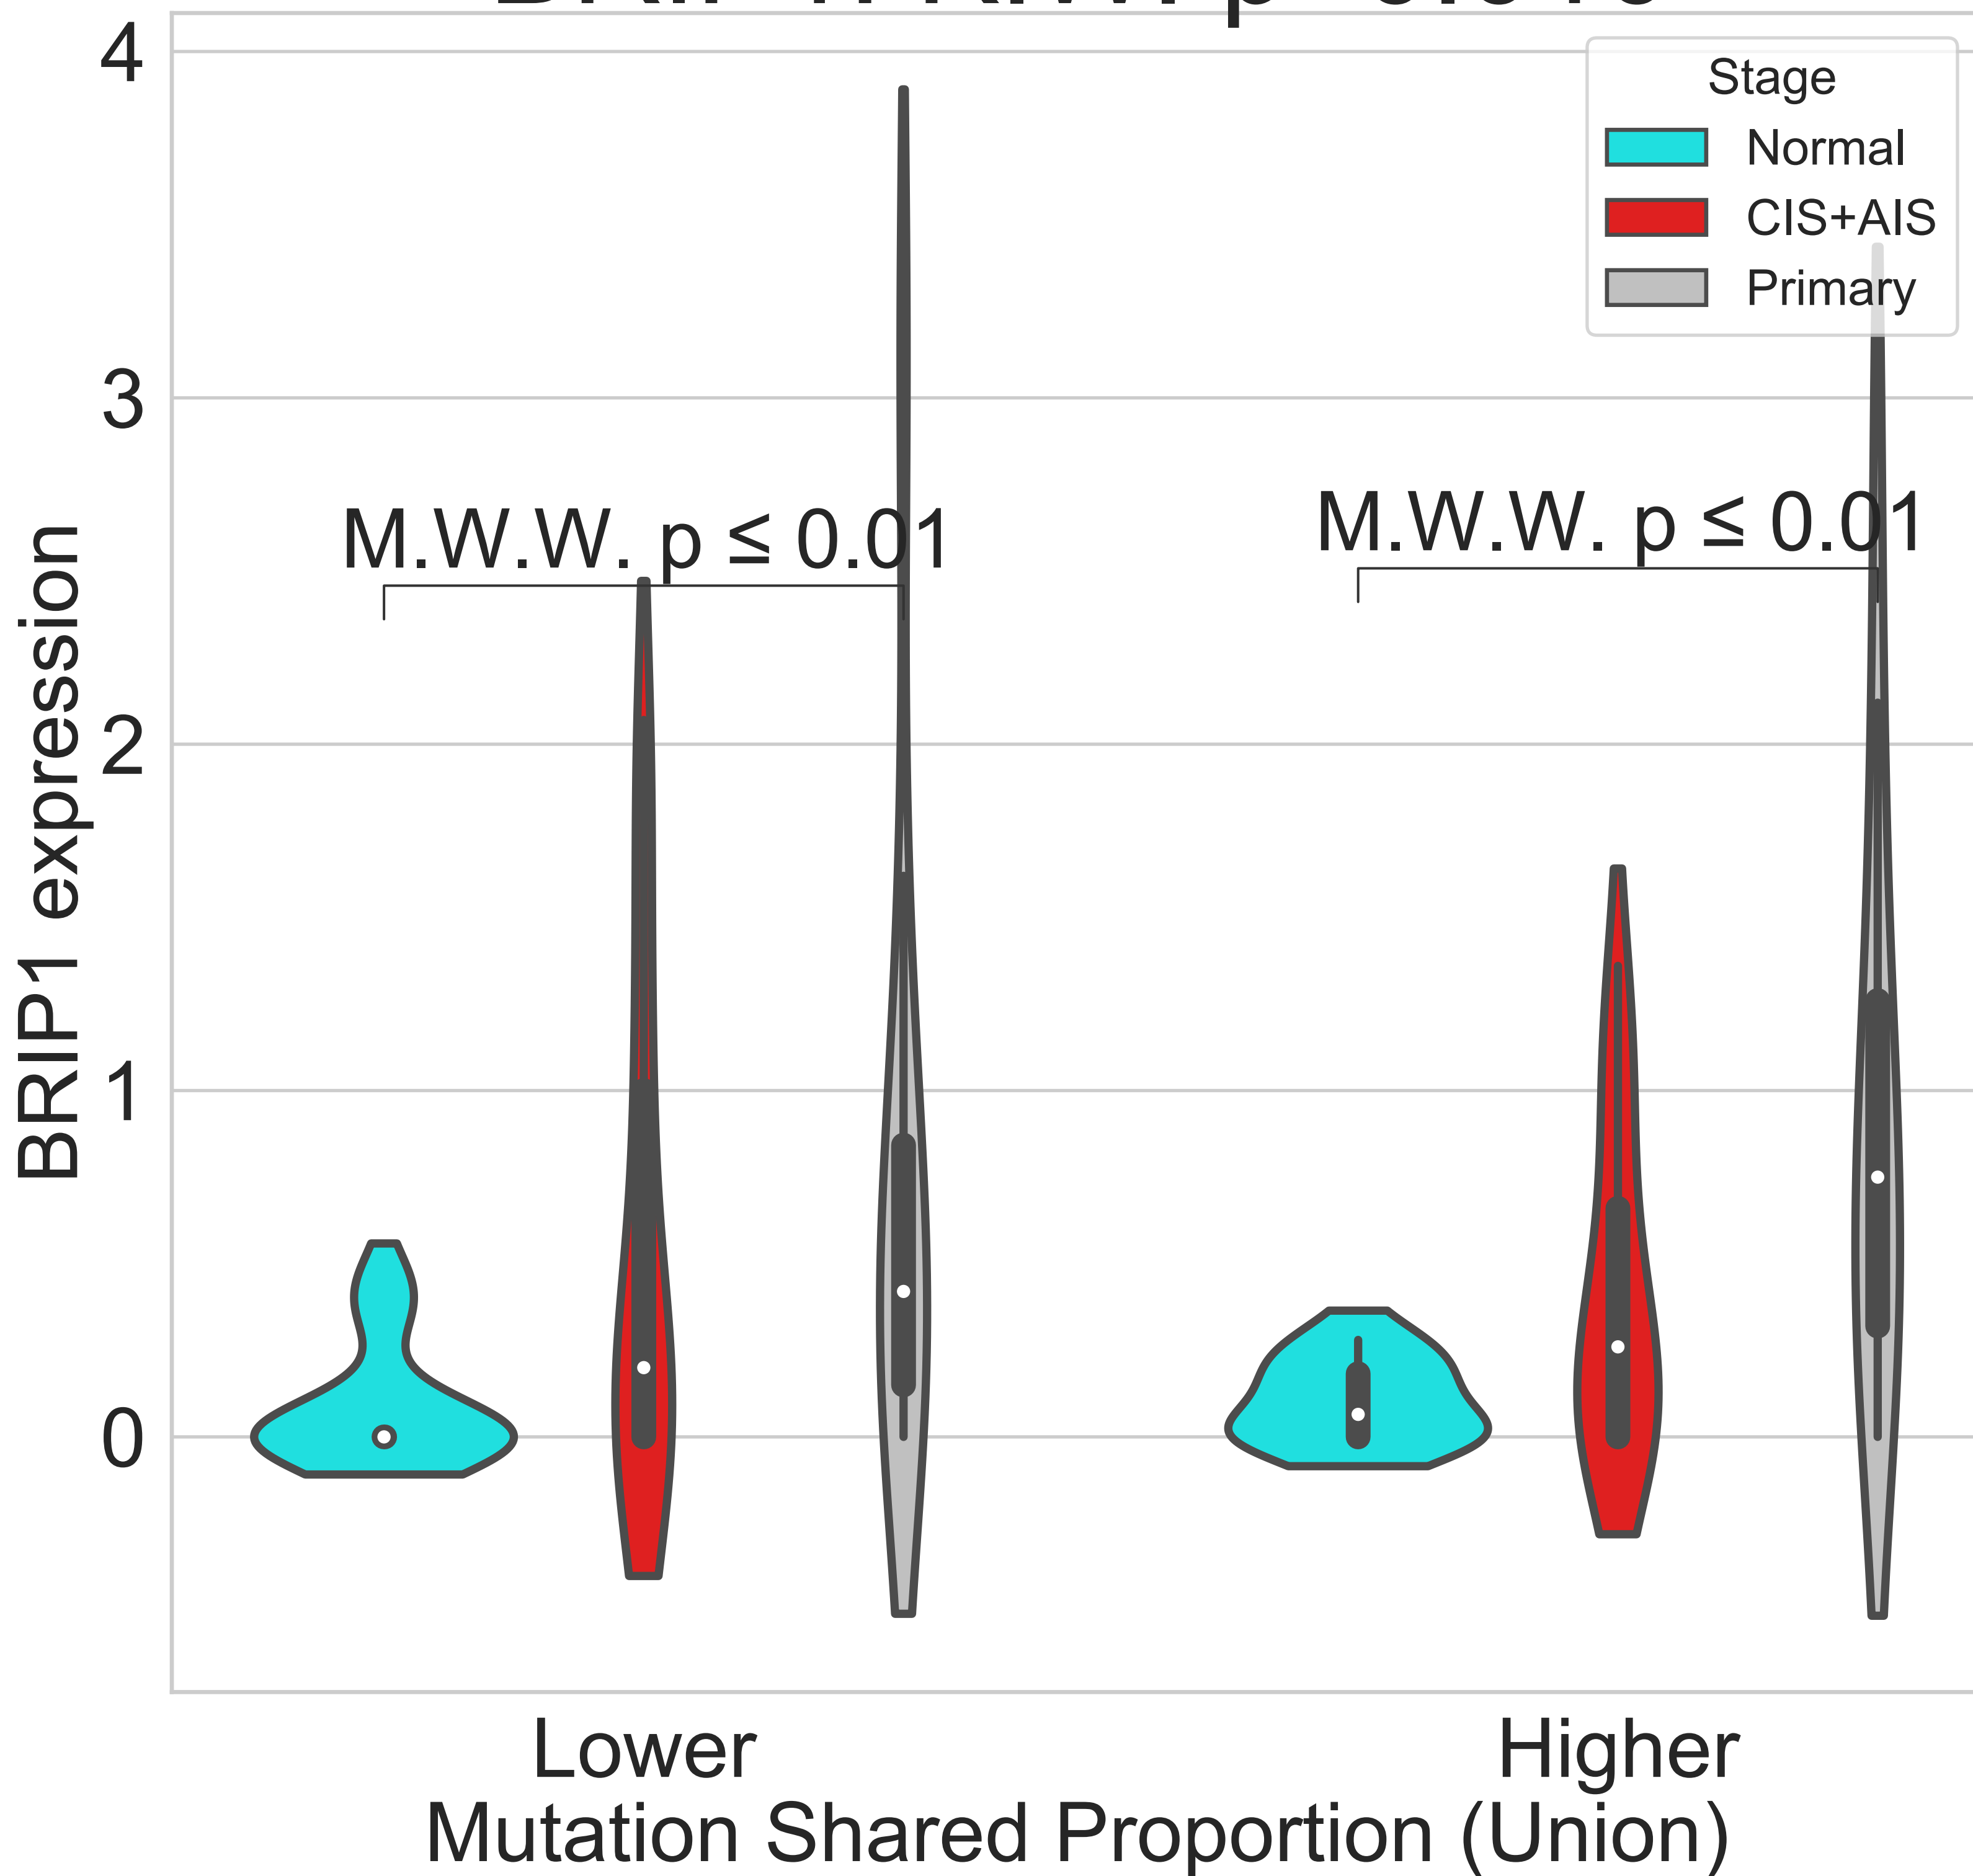 4
Stage
Normal
CIS+AIS
Primary
3
M.W.W. p ≤ 0.01
M.W.W. p ≤ 0.01
BRIP1 expression
2
1
0
Lower
Higher
Mutation Shared Proportion (Union)